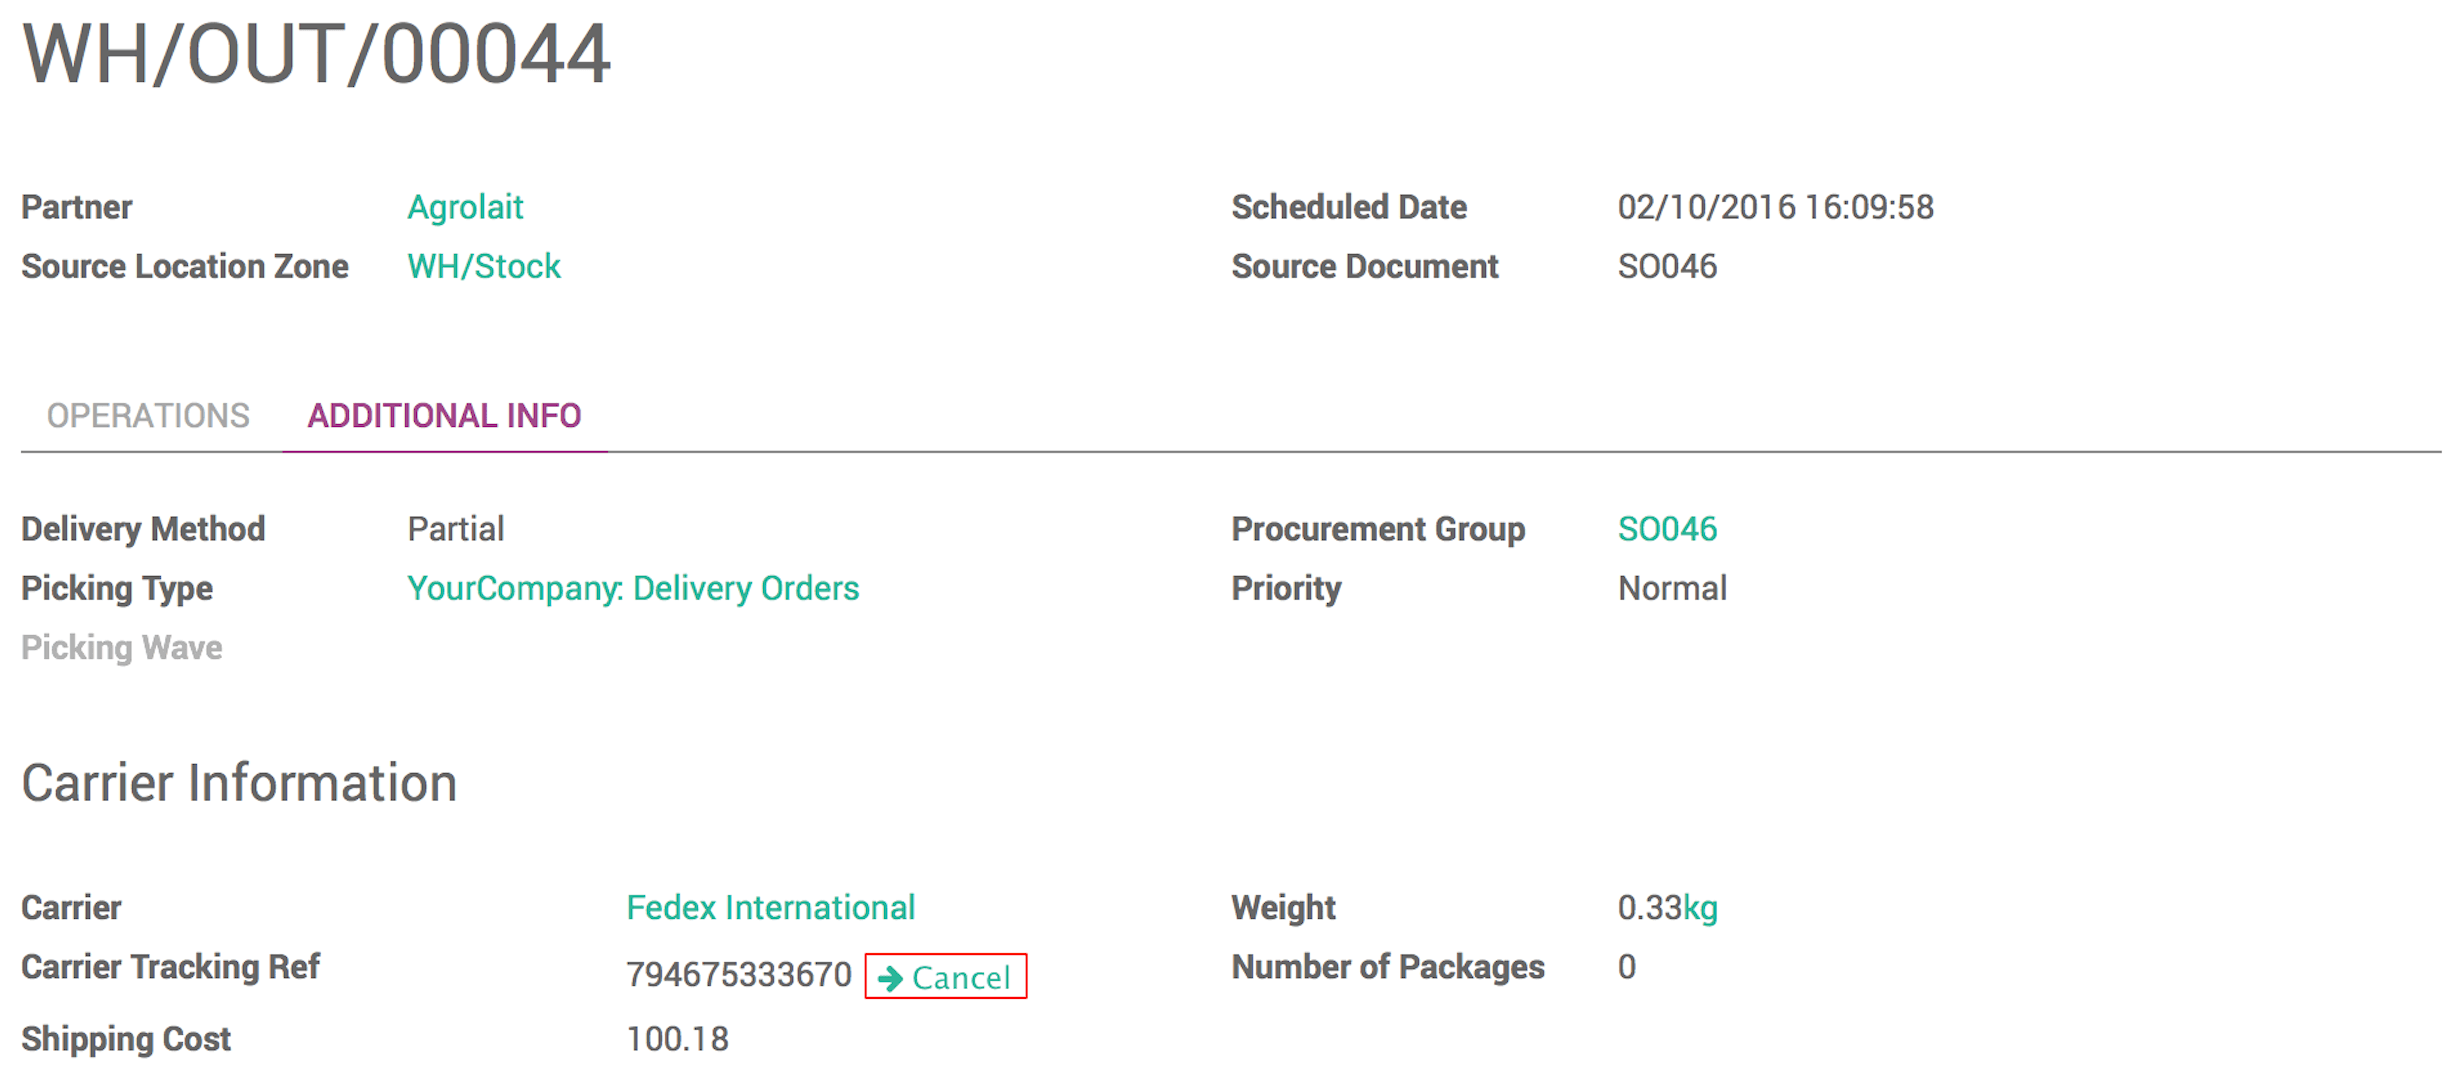 WH/OUT/00044
Partner Agrolait Scheduled Date 02/10/2016 16:09:58
Source Location Zone WH/Stock Source Document SO046
OPERATIONS ADDITIONAL INFO
Delivery Method Partial Procurement Group SO046
Picking Type YourCompany: Delivery Orders Priority Normal
Picking Wave
Carrier Information
Carrier Fedex International Weight 0.33kg
Carrier Tracking Ref 794675333670 Cancel Number of Packages 0
Shipping Cost 100.18